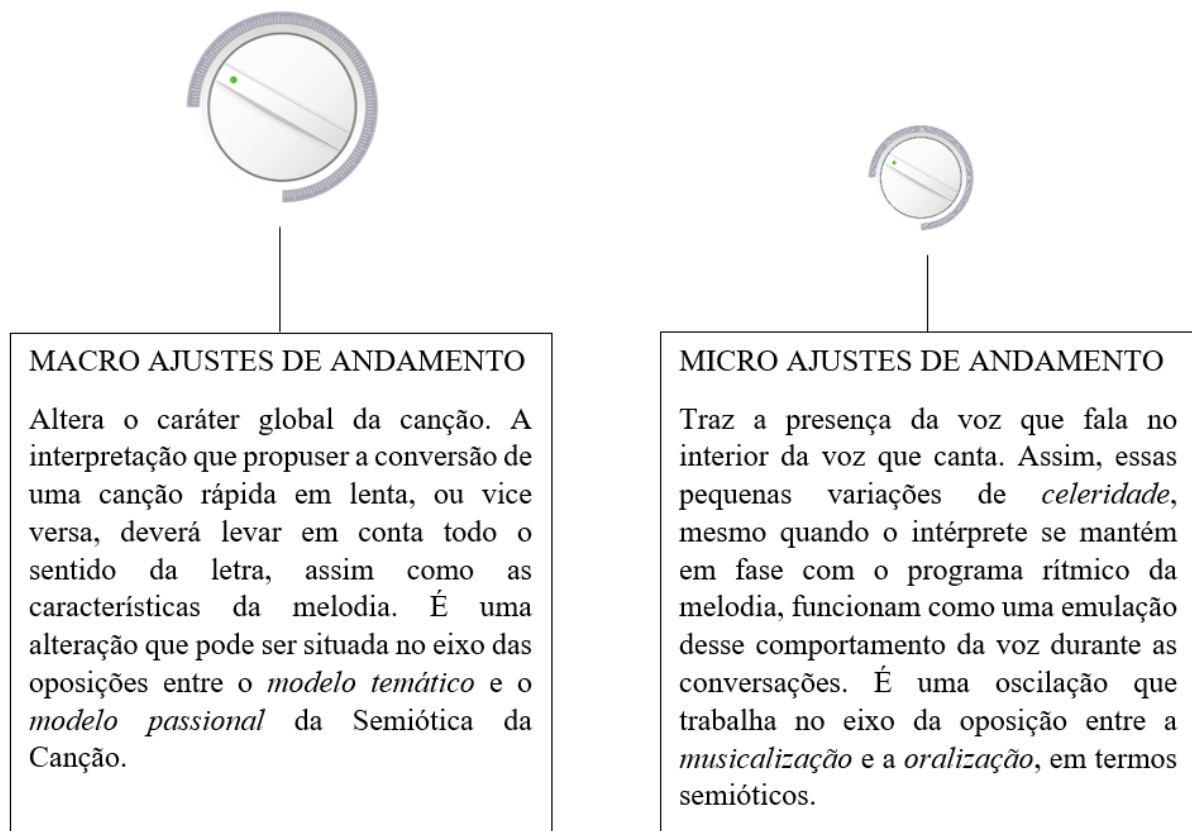 MACRO AJUSTES DE ANDAMENTO
Altera o caráter global da canção. A
interpretação que propuser a conversão de
uma canção rápida em lenta, ou vice
versa, deverá levar em conta todo o
sentido da letra, assim como as
características da melodia. É uma
alteração que pode ser situada no eixo das
oposições entre o modelo temático e o
modelo passional da Semiótica da
Canção.
MICRO AJUSTES DE ANDAMENTO
Traz a presença da voz que fala no
interior da voz que canta. Assim, essas
pequenas variações de celeridade,
mesmo quando o intérprete se mantém
em fase com o programa rítmico da
melodia, funcionam como uma emulação
desse comportamento da voz durante as
conversações. É uma oscilação que
trabalha no eixo da oposição entre a
musicalização e a oralização, em termos
semióticos.